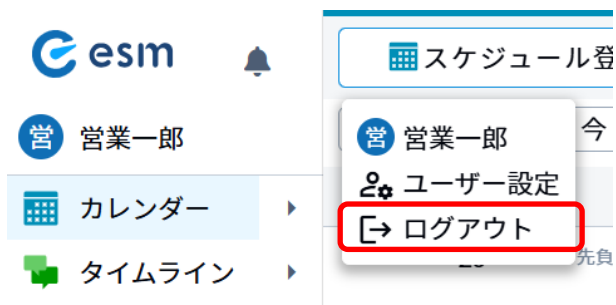 esm
スケジュール登
営 営業一郎
カレンダー
タイムライン
営 営業一郎
ユーザー設定
ログアウト
今
先負